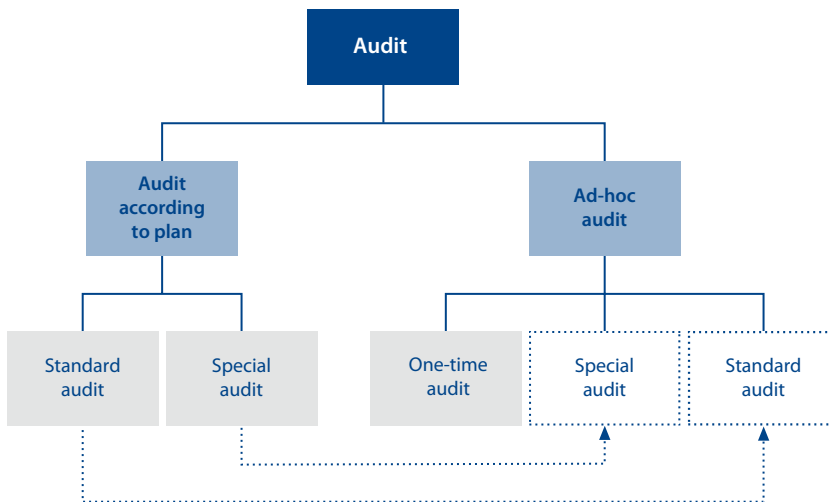 Audit
Audit
according
to plan
Ad-hoc
audit
Standard
audit
Special
audit
One-time
audit
Special
audit
Standard
audit